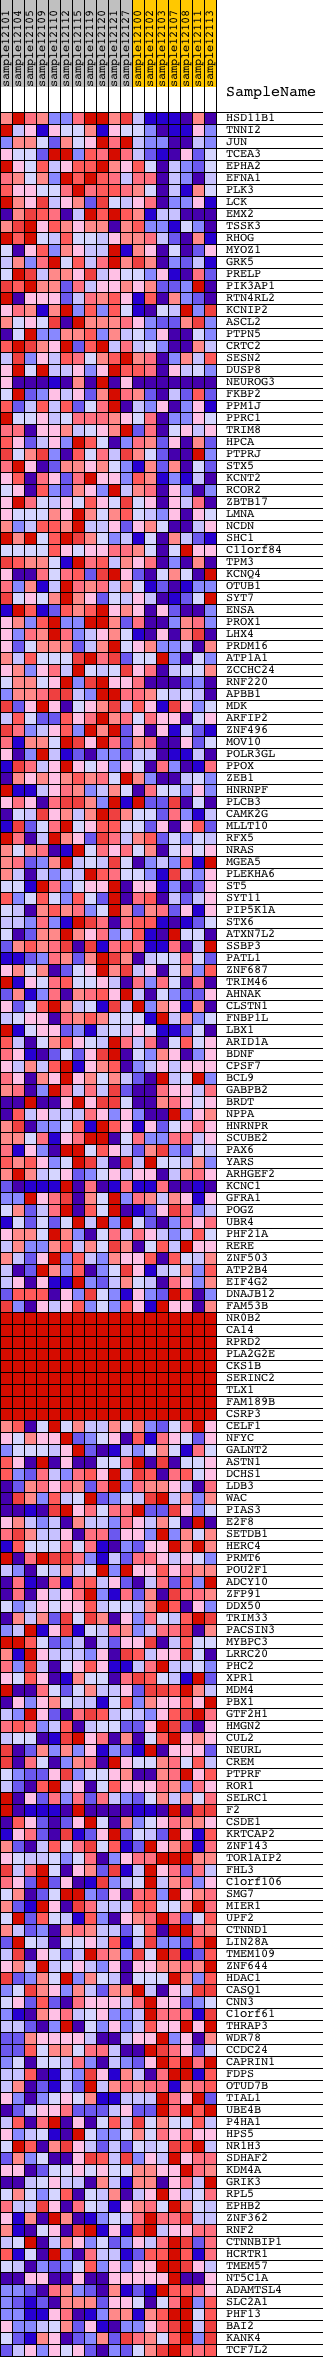 sample12101
sample12104
sample12105
sample12110
sample12112
sample12115
sample12119
sample12120
sample12127
sample12100
sample12102
sample12103
sample12107
sample12108
sample12111
SampleName
HSD11B1
TNNI2
JUN
TCEA3
EPHA2
EFNA1
PLK3
LCK
EMX2
TSSK3
RHOG
MYOZ1
GRK5
PRELP
PIK3AP1
RTN4RL2
KCNIP2
ASCL2
PTPN5
CRTC2
SESN2
DUSP8
NEUROG3
FKBP2
PPM1J
PPRC1
TRIM8
HPCA
PTPRJ
STX5
KCNT2
RCOR2
ZBTB17
LMNA
NCDN
SHC1
C11orf84
TPM3
KCNQ4
OTUB1
SYT7
ENSA
PROX1
LHX4
PRDM16
ATP1A1
ZCCHC24
RNF220
APBB1
MDK
ARFIP2
ZNF496
MOV10
POLR3GL
PPOX
ZEB1
HNRNPF
PLCB3
CAMK2G
MLLT10
RFX5
NRAS
MGEA5
PLEKHA6
ST5
SYT11
PIP5K1A
STX6
ATXN7L2
SSBP3
PATL1
ZNF687
TRIM46
AHNAK
CLSTN1
FNBP1L
LBX1
ARID1A
BDNF
CPSF7
BCL9
GABPB2
BRDT
NPPA
HNRNPR
SCUBE2
PAX6
YARS
ARHGEF2
KCNC1
GFRA1
POGZ
UBR4
PHF21A
RERE
ZNF503
ATP2B4
EIF4G2
DNAJB12
FAM53B
NR0B2
CA14
RPRD2
PLA2G2E
CKS1B
SERINC2
TLX1
FAM189B
CSRP3
CELF1
NFYC
GALNT2
ASTN1
DCHS1
LDB3
WAC
PIAS3
E2F8
SETDB1
HERC4
PRMT6
POU2F1
ADCY10
ZFP91
DDX50
TRIM33
PACSIN3
MYBPC3
LRRC20
PHC2
XPR1
MDM4
PBX1
GTF2H1
HMGN2
CUL2
NEURL
CREM
PTPRF
ROR1
SELRC1
F2
CSDE1
KRTCAP2
ZNF143
TOR1AIP2
FHL3
C1orf106
SMG7
MIER1
UPF2
CTNND1
LIN28A
TMEM109
ZNF644
HDAC1
CASQ1
CNN3
C1orf61
THRAP3
WDR78
CCDC24
CAPRIN1
FDPS
OTUD7B
TIAL1
UBE4B
P4HA1
HPS5
NR1H3
SDHAF2
KDM4A
GRIK3
RPL5
EPHB2
ZNF362
RNF2
CTNNBIP1
HCRTR1
TMEM57
NT5C1A
ADAMTSL4
SLC2A1
PHF13
BAI2
KANK4
TCF7L2